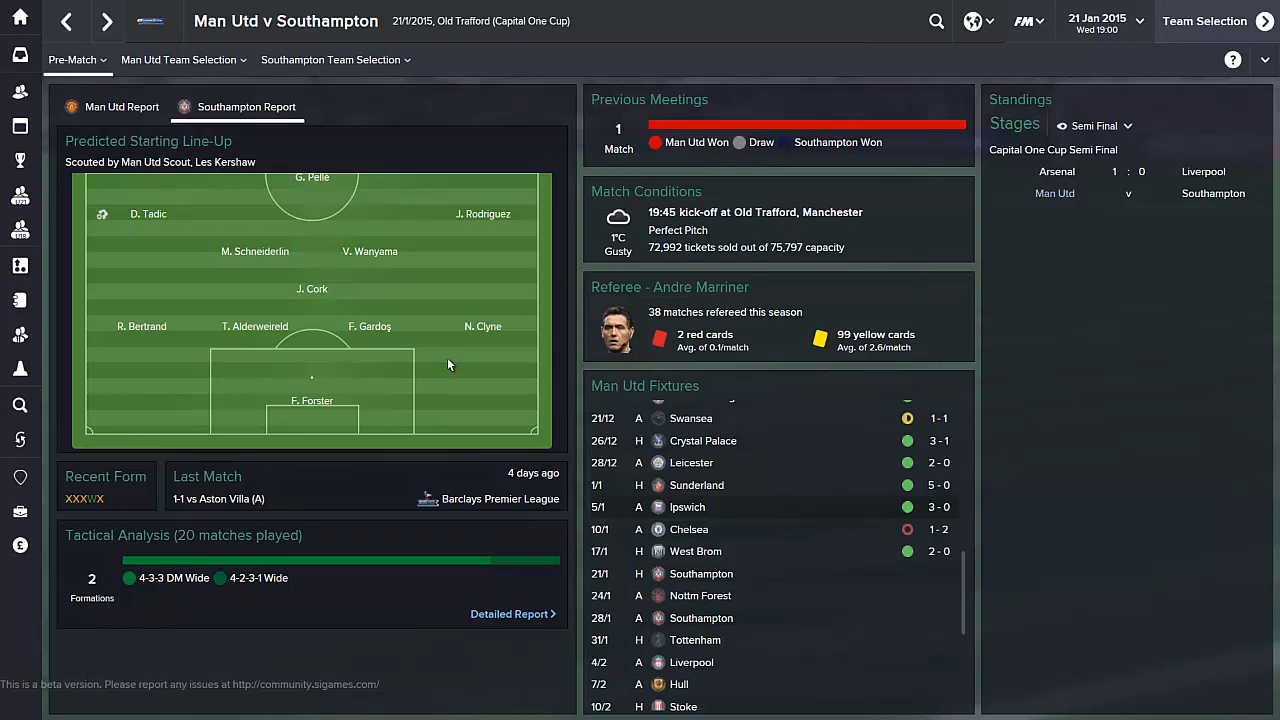 Man Utd v Southampton
21/1/2015, Old Trafford (Capital One Cup)
FM
21 Jan 2015
Wed 19:00
Team Selection
Pre-Match
Man Utd Team Selection
Southampton Team Selection
?
Man Utd Report
Southampton Report
Predicted Starting Line-Up
Scouted by Man Utd Scout, Les Kershaw
G. Pellè
D. Tadic
J. Rodriguez
M. Schneiderlin
V. Wanyama
J. Cork
R. Bertrand
T. Alderweireld
F. Gardoş
N. Clyne
F. Forster
Recent Form
XXXWX
Last Match
4 days ago
1-1 vs Aston Villa (A)
Barclays Premier League
Tactical Analysis (20 matches played)
2
Formations
4-3-3 DM Wide
4-2-3-1 Wide
Detailed Report >
This is a beta version. Please report any issues at http://community.sigames.com/
Previous Meetings
1
Match
Man Utd Won
Draw
Southampton Won
Match Conditions
1°C
Gusty
19:45 kick-off at Old Trafford, Manchester
Perfect Pitch
72,992 tickets sold out of 75,797 capacity
Referee - Andre Marriner
38 matches refereed this season
2 red cards
Avg. of 0.1/match
99 yellow cards
Avg. of 2.6/match
Man Utd Fixtures
21/12 A Swansea 1-1
26/12 H Crystal Palace 3-1
28/12 A Leicester 2-0
1/1 H Sunderland 5-0
5/1 A Ipswich 3-0
10/1 A Chelsea 1-2
17/1 H West Brom 2-0
21/1 H Southampton
24/1 A Nottm Forest
28/1 A Southampton
31/1 H Tottenham
4/2 A Liverpool
7/2 A Hull
10/2 H Stoke
Standings
Stages
Semi Final
Capital One Cup Semi Final
Arsenal 1 : 0 Liverpool
Man Utd v Southampton